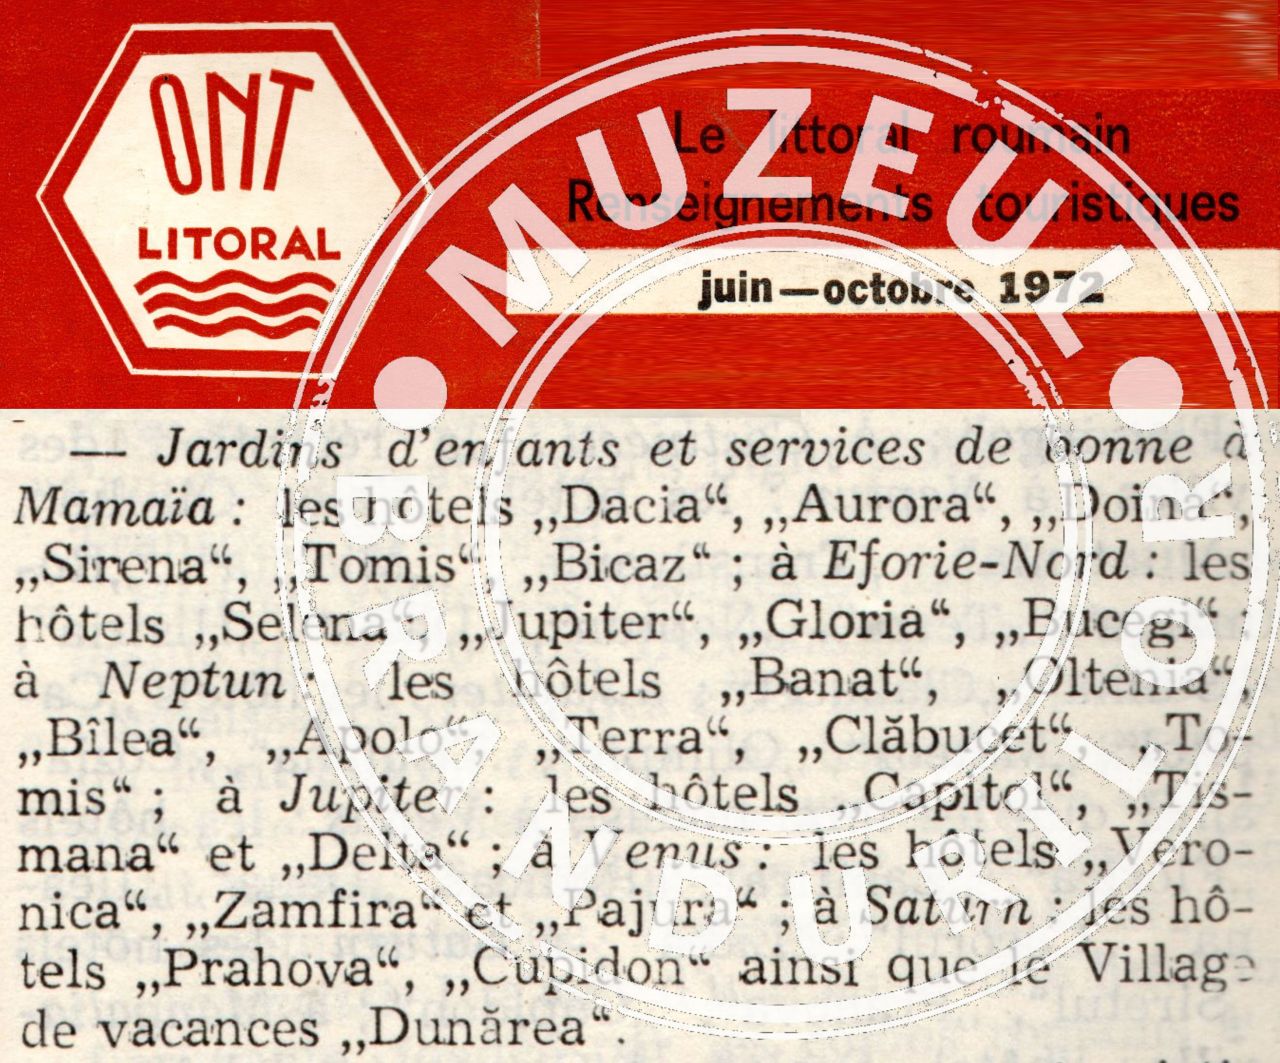 ONT
LITORAL
Le littoral roumain
Renseignements touristiques
juin—octobre 1972
MUZEUL
BRANDURILOR
— Jardins d’enfants et services de bonne à
Mamaïa : les hôtels „Dacia“, „Aurora“, „Doina“,
„Sirena“, „Tomis“, „Bicaz“ ; à Eforie-Nord : les
hôtels „Selena“, „Jupiter“, „Gloria“, „Bucegi“ ;
à Neptun : les hôtels „Banat“, „Oltenia“,
„Bîlea“, „Apolo“, „Terra“, „Clăbucet“, „To-
mis“ ; à Jupiter : les hôtels „Capitol“, „Tis-
mana“ et „Delta“ ; à Venus : les hôtels „Vero-
nica“, „Zamfira“ et „Pajura“ ; à Saturn : les hô-
tels „Prahova“, „Cupidon“ ainsi que le Village
de vacances „Dunărea“.